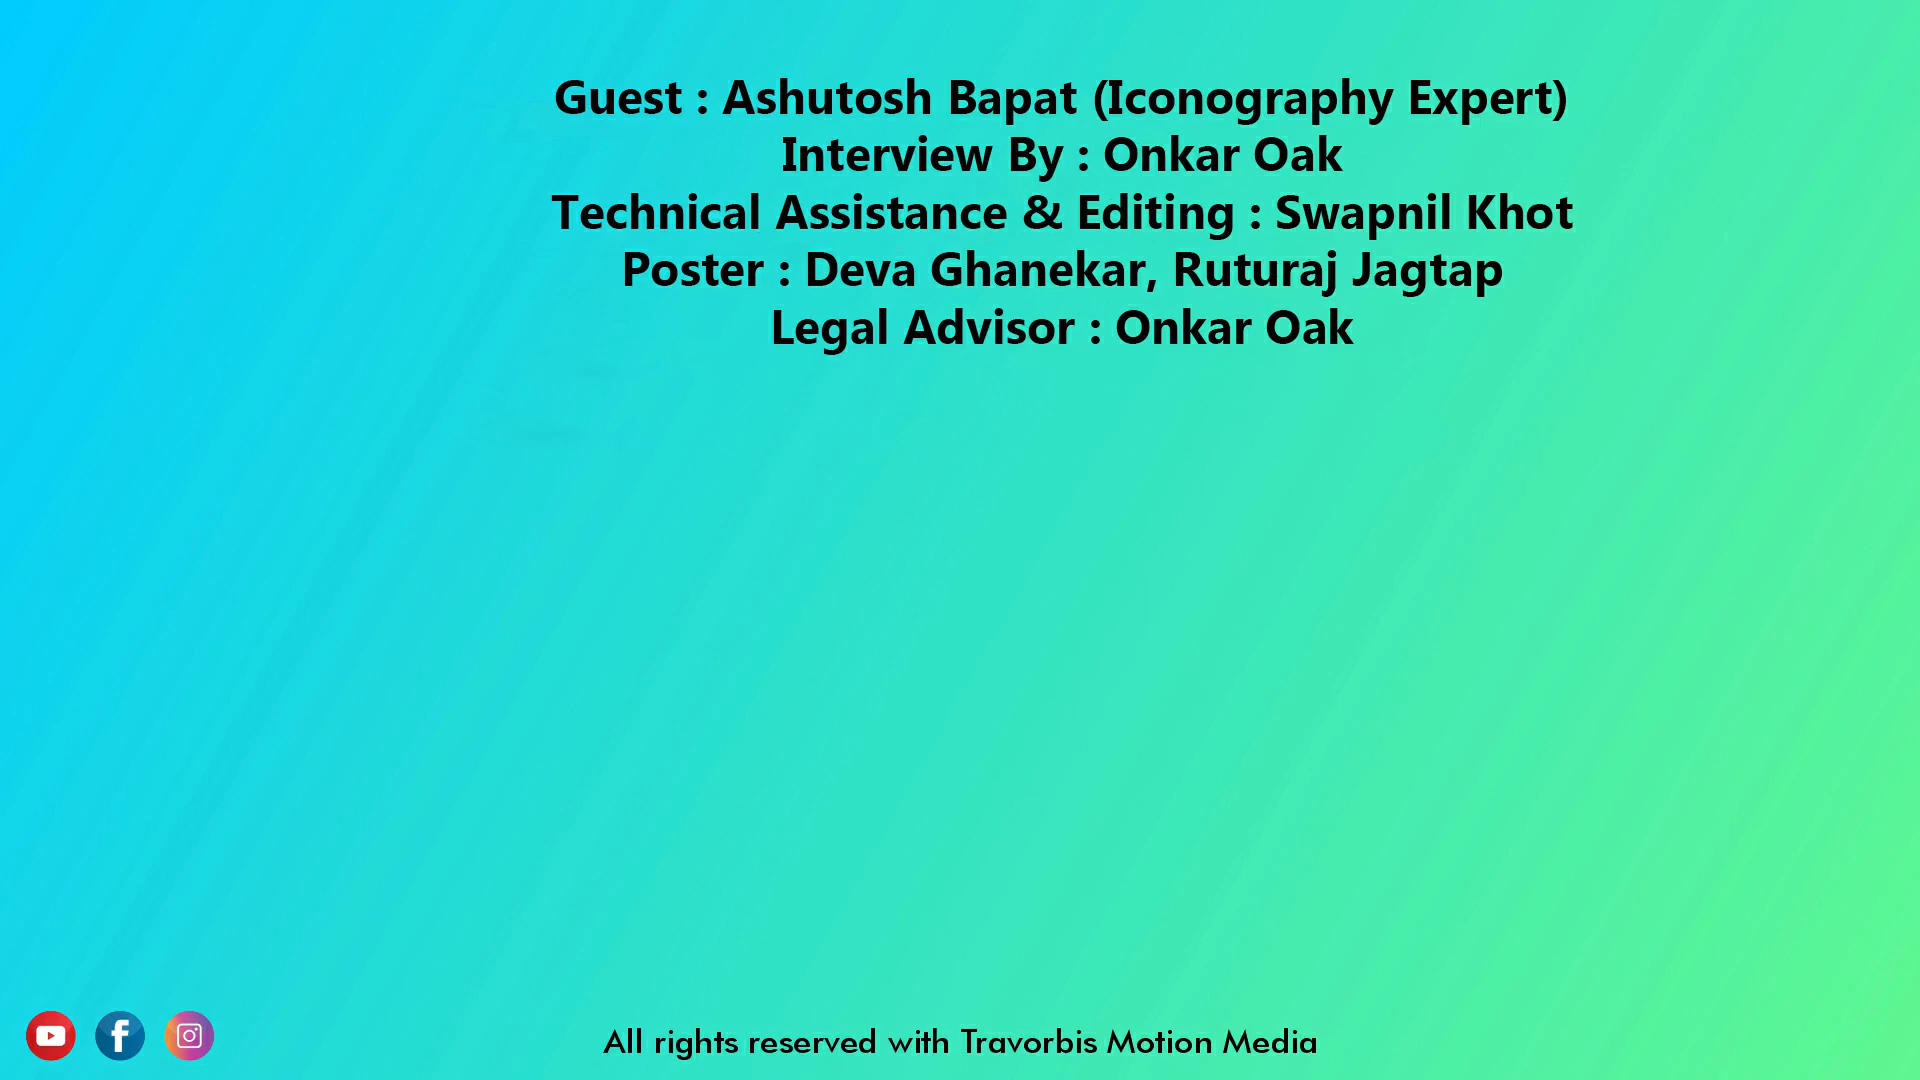 Guest : Ashutosh Bapat (Iconography Expert)
Interview By : Onkar Oak
Technical Assistance & Editing : Swapnil Khot
Poster : Deva Ghanekar, Ruturaj Jagtap
Legal Advisor : Onkar Oak
All rights reserved with Travorbis Motion Media